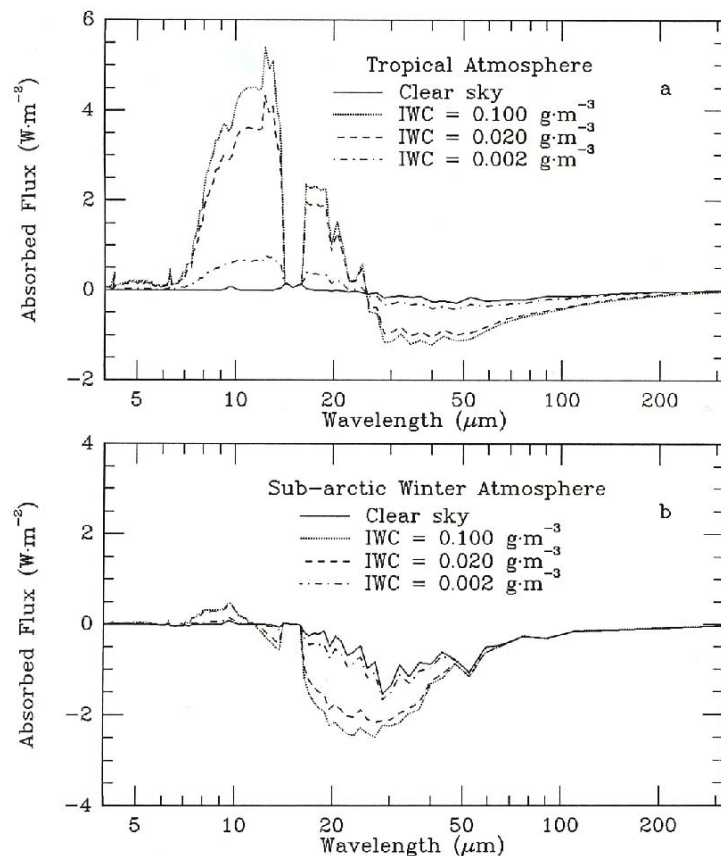 6
4
2
0
−2
Absorbed Flux (W·m⁻²)
Tropical Atmosphere
a
Clear sky
IWC = 0.100 g·m⁻³
IWC = 0.020 g·m⁻³
IWC = 0.002 g·m⁻³
5 10 20 50 100 200
Wavelength (μm)
4
2
0
−2
−4
Absorbed Flux (W·m⁻²)
Sub-arctic Winter Atmosphere
b
Clear sky
IWC = 0.100 g·m⁻³
IWC = 0.020 g·m⁻³
IWC = 0.002 g·m⁻³
5 10 20 50 100 200
Wavelength (μm)